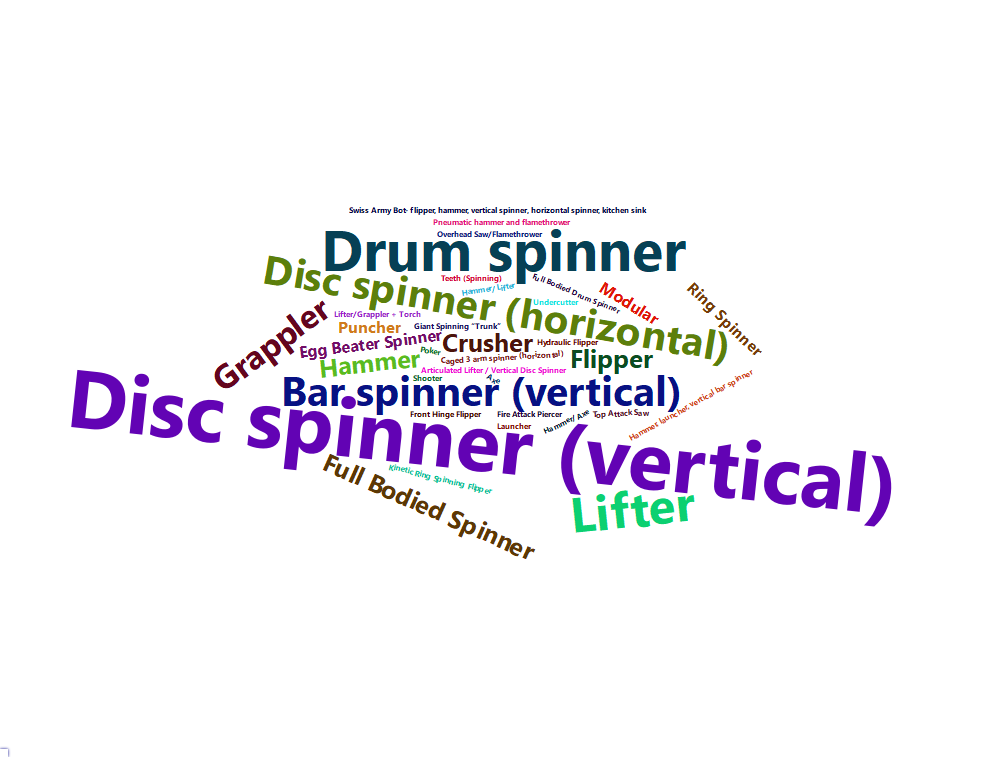 Swiss Army Bot- flipper, hammer, vertical spinner, horizontal spinner, kitchen sink
Pneumatic hammer and flamethrower
Overhead Saw/Flamethrower
Drum spinner
Disc spinner (horizontal)
Teeth (Spinning)
Hammer/ Lifter
Full Bodied Drum Spinner
Modular
Ring Spinner
Undercutter
Grappler
Lifter/Grappler + Torch
Puncher
Giant Spinning "Trunk"
Egg Beater Spinner
Crusher
Hydraulic Flipper
Poker
Caged 3 arm spinner (horizontal)
Hammer
Flipper
Articulated Lifter / Vertical Disc Spinner
Shooter
Axe
Bar spinner (vertical)
Disc spinner (vertical)
Front Hinge Flipper
Fire Attack Piercer
Hammer/ Axe
Top Attack Saw
Hammer launcher, vertical bar spinner
Launcher
Full Bodied Spinner
Kinetic Ring Spinning Flipper
Lifter